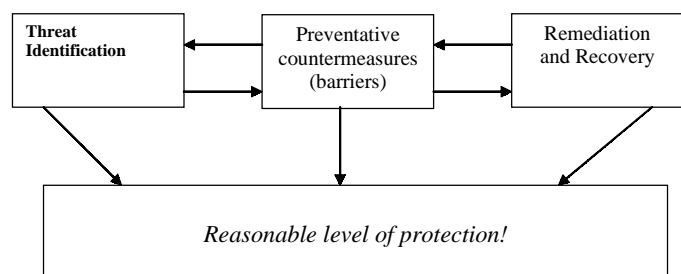 Threat
Identification
Preventative
countermeasures
(barriers)
Remediation
and Recovery
Reasonable level of protection!